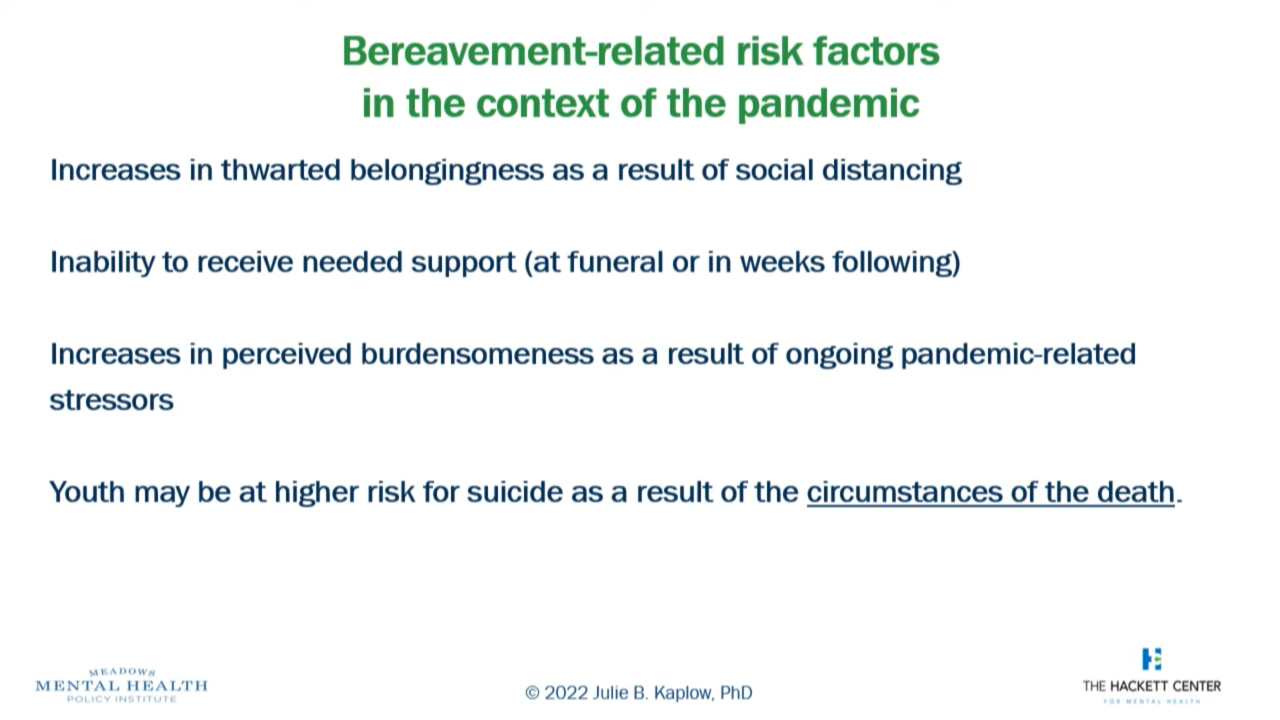 Bereavement-related risk factors
in the context of the pandemic
Increases in thwarted belongingness as a result of social distancing
Inability to receive needed support (at funeral or in weeks following)
Increases in perceived burdensomeness as a result of ongoing pandemic-related
stressors
Youth may be at higher risk for suicide as a result of the circumstances of the death.
MEADOWS
MENTAL HEALTH
POLICY INSTITUTE
© 2022 Julie B. Kaplow, PhD
THE HACKETT CENTER
FOR MENTAL HEALTH